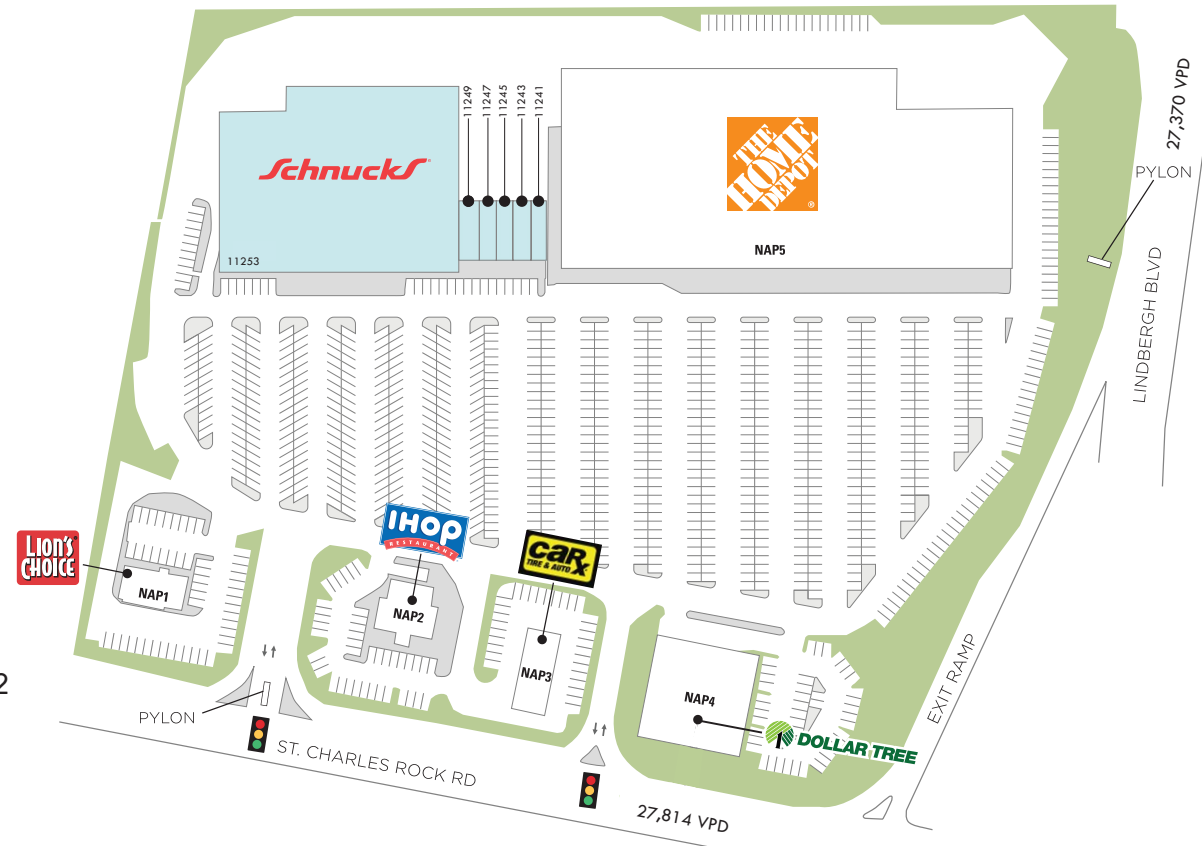 11249
11247
11245
11243
11241
Schnucks
11253
THE
HOME
DEPOT
®
NAP5
27,370 VPD
PYLON
LINDBERGH BLVD
LION'S
CHOICE
NAP1
IHOP
RESTAURANT
NAP2
CARX
TIRE & AUTO
NAP3
NAP4
1 DOLLAR TREE
EXIT RAMP
2
PYLON
ST. CHARLES ROCK RD
27,814 VPD